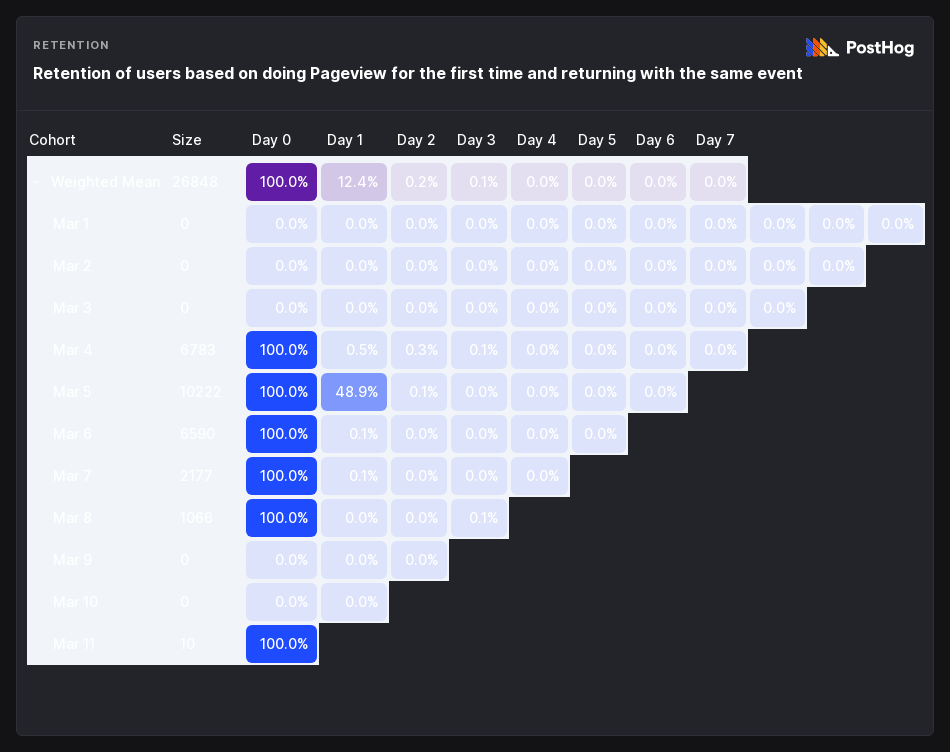 RETENTION
PostHog
Retention of users based on doing Pageview for the first time and returning with the same event
Cohort Size Day 0 Day 1 Day 2 Day 3 Day 4 Day 5 Day 6 Day 7
Weighted Mean 26848 100.0% 12.4% 0.2% 0.1% 0.0% 0.0% 0.0% 0.0%
Mar 1 0 0.0% 0.0% 0.0% 0.0% 0.0% 0.0% 0.0% 0.0% 0.0% 0.0% 0.0%
Mar 2 0 0.0% 0.0% 0.0% 0.0% 0.0% 0.0% 0.0% 0.0% 0.0% 0.0%
Mar 3 0 0.0% 0.0% 0.0% 0.0% 0.0% 0.0% 0.0% 0.0% 0.0%
Mar 4 6783 100.0% 0.5% 0.3% 0.1% 0.0% 0.0% 0.0% 0.0%
Mar 5 10222 100.0% 48.9% 0.1% 0.0% 0.0% 0.0% 0.0%
Mar 6 6590 100.0% 0.1% 0.0% 0.0% 0.0% 0.0%
Mar 7 2177 100.0% 0.1% 0.0% 0.0% 0.0%
Mar 8 1066 100.0% 0.0% 0.0% 0.1%
Mar 9 0 0.0% 0.0% 0.0%
Mar 10 0 0.0% 0.0%
Mar 11 10 100.0%